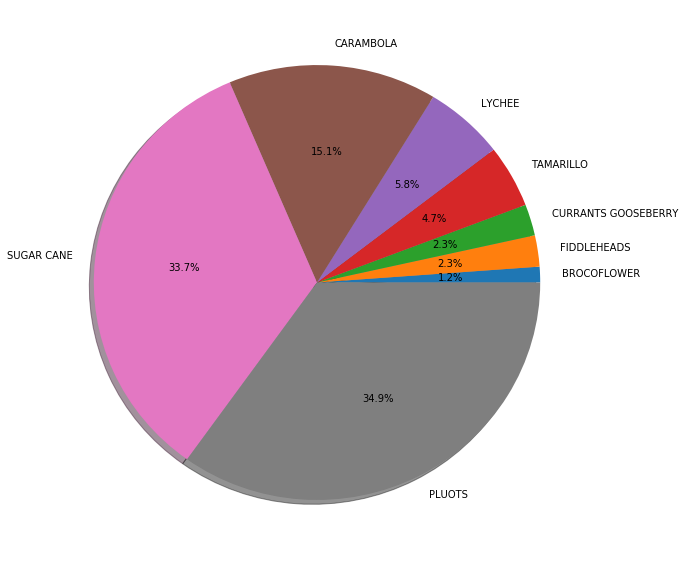 CARAMBOLA
LYCHEE
15.1%
TAMARILLO
5.8%
CURRANTS GOOSEBERRY
4.7%
2.3%
FIDDLEHEADS
SUGAR CANE
33.7%
2.3%
BROCOFLOWER
1.2%
34.9%
PLUOTS